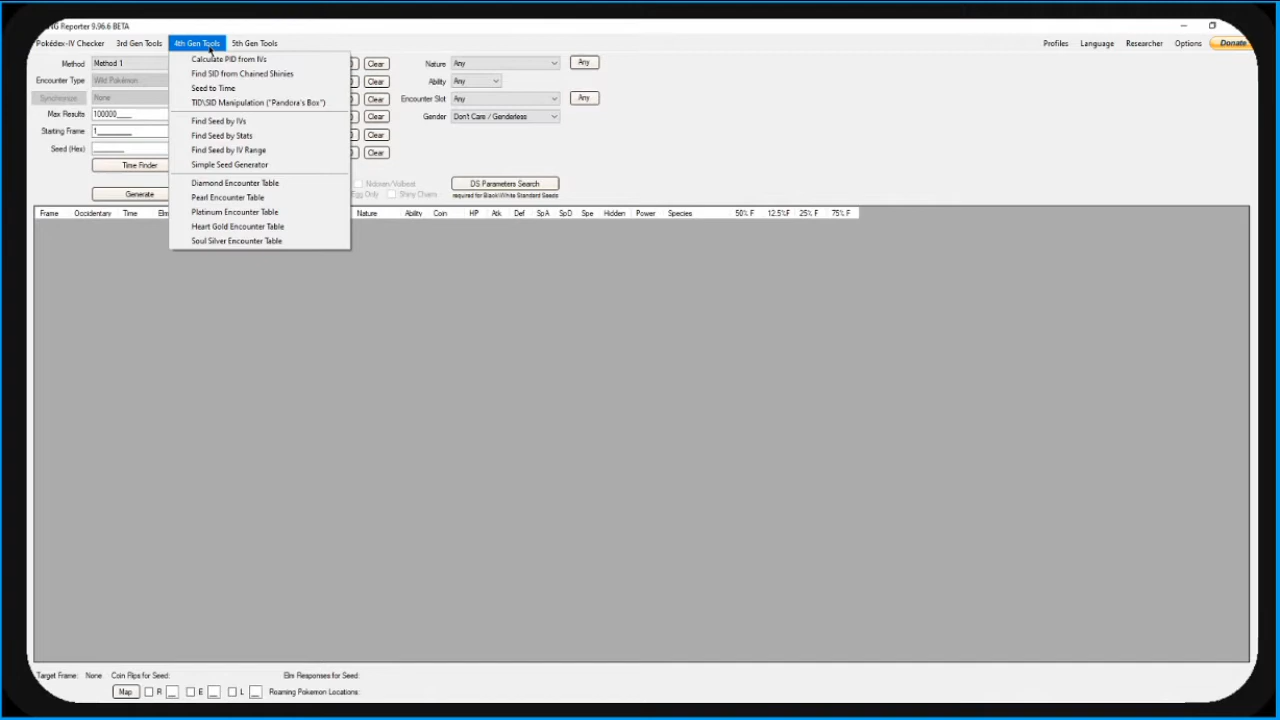 Reporter 9.96.6 BETA
Pokédex-IV Checker 3rd Gen Tools 4th Gen Tools 5th Gen Tools Profiles Language Researcher Options Donate
Method Method 1 Clear Nature Any Any
Encounter Type Wild Pokémon Clear Ability Any
Synchronize None Clear Encounter Slot Any Any
Max Results 100000____ Clear Gender Don't Care / Genderless
Starting Frame 1_________ Clear
Seed (Hex) ________ Clear
Time Finder
Generate
Calculate PID from IVs
Find SID from Chained Shinies
Seed to Time
TID\SID Manipulation ("Pandora's Box")
Find Seed by IVs
Find Seed by Stats
Find Seed by IV Range
Simple Seed Generator
Diamond Encounter Table
Pearl Encounter Table
Platinum Encounter Table
Heart Gold Encounter Table
Soul Silver Encounter Table
Nidoran/Volbeat DS Parameters Search
Egg Only Shiny Charm required for Black\White Standard Seeds
Frame Occidentary Time Elm Nature Ability Coin HP Atk Def SpA SpD Spe Hidden Power Species 50% F 12.5%F 25% F 75% F
Target Frame: None Coin Flips for Seed: Elm Responses for Seed:
Map R __ E __ L __ Roaming Pokemon Locations: